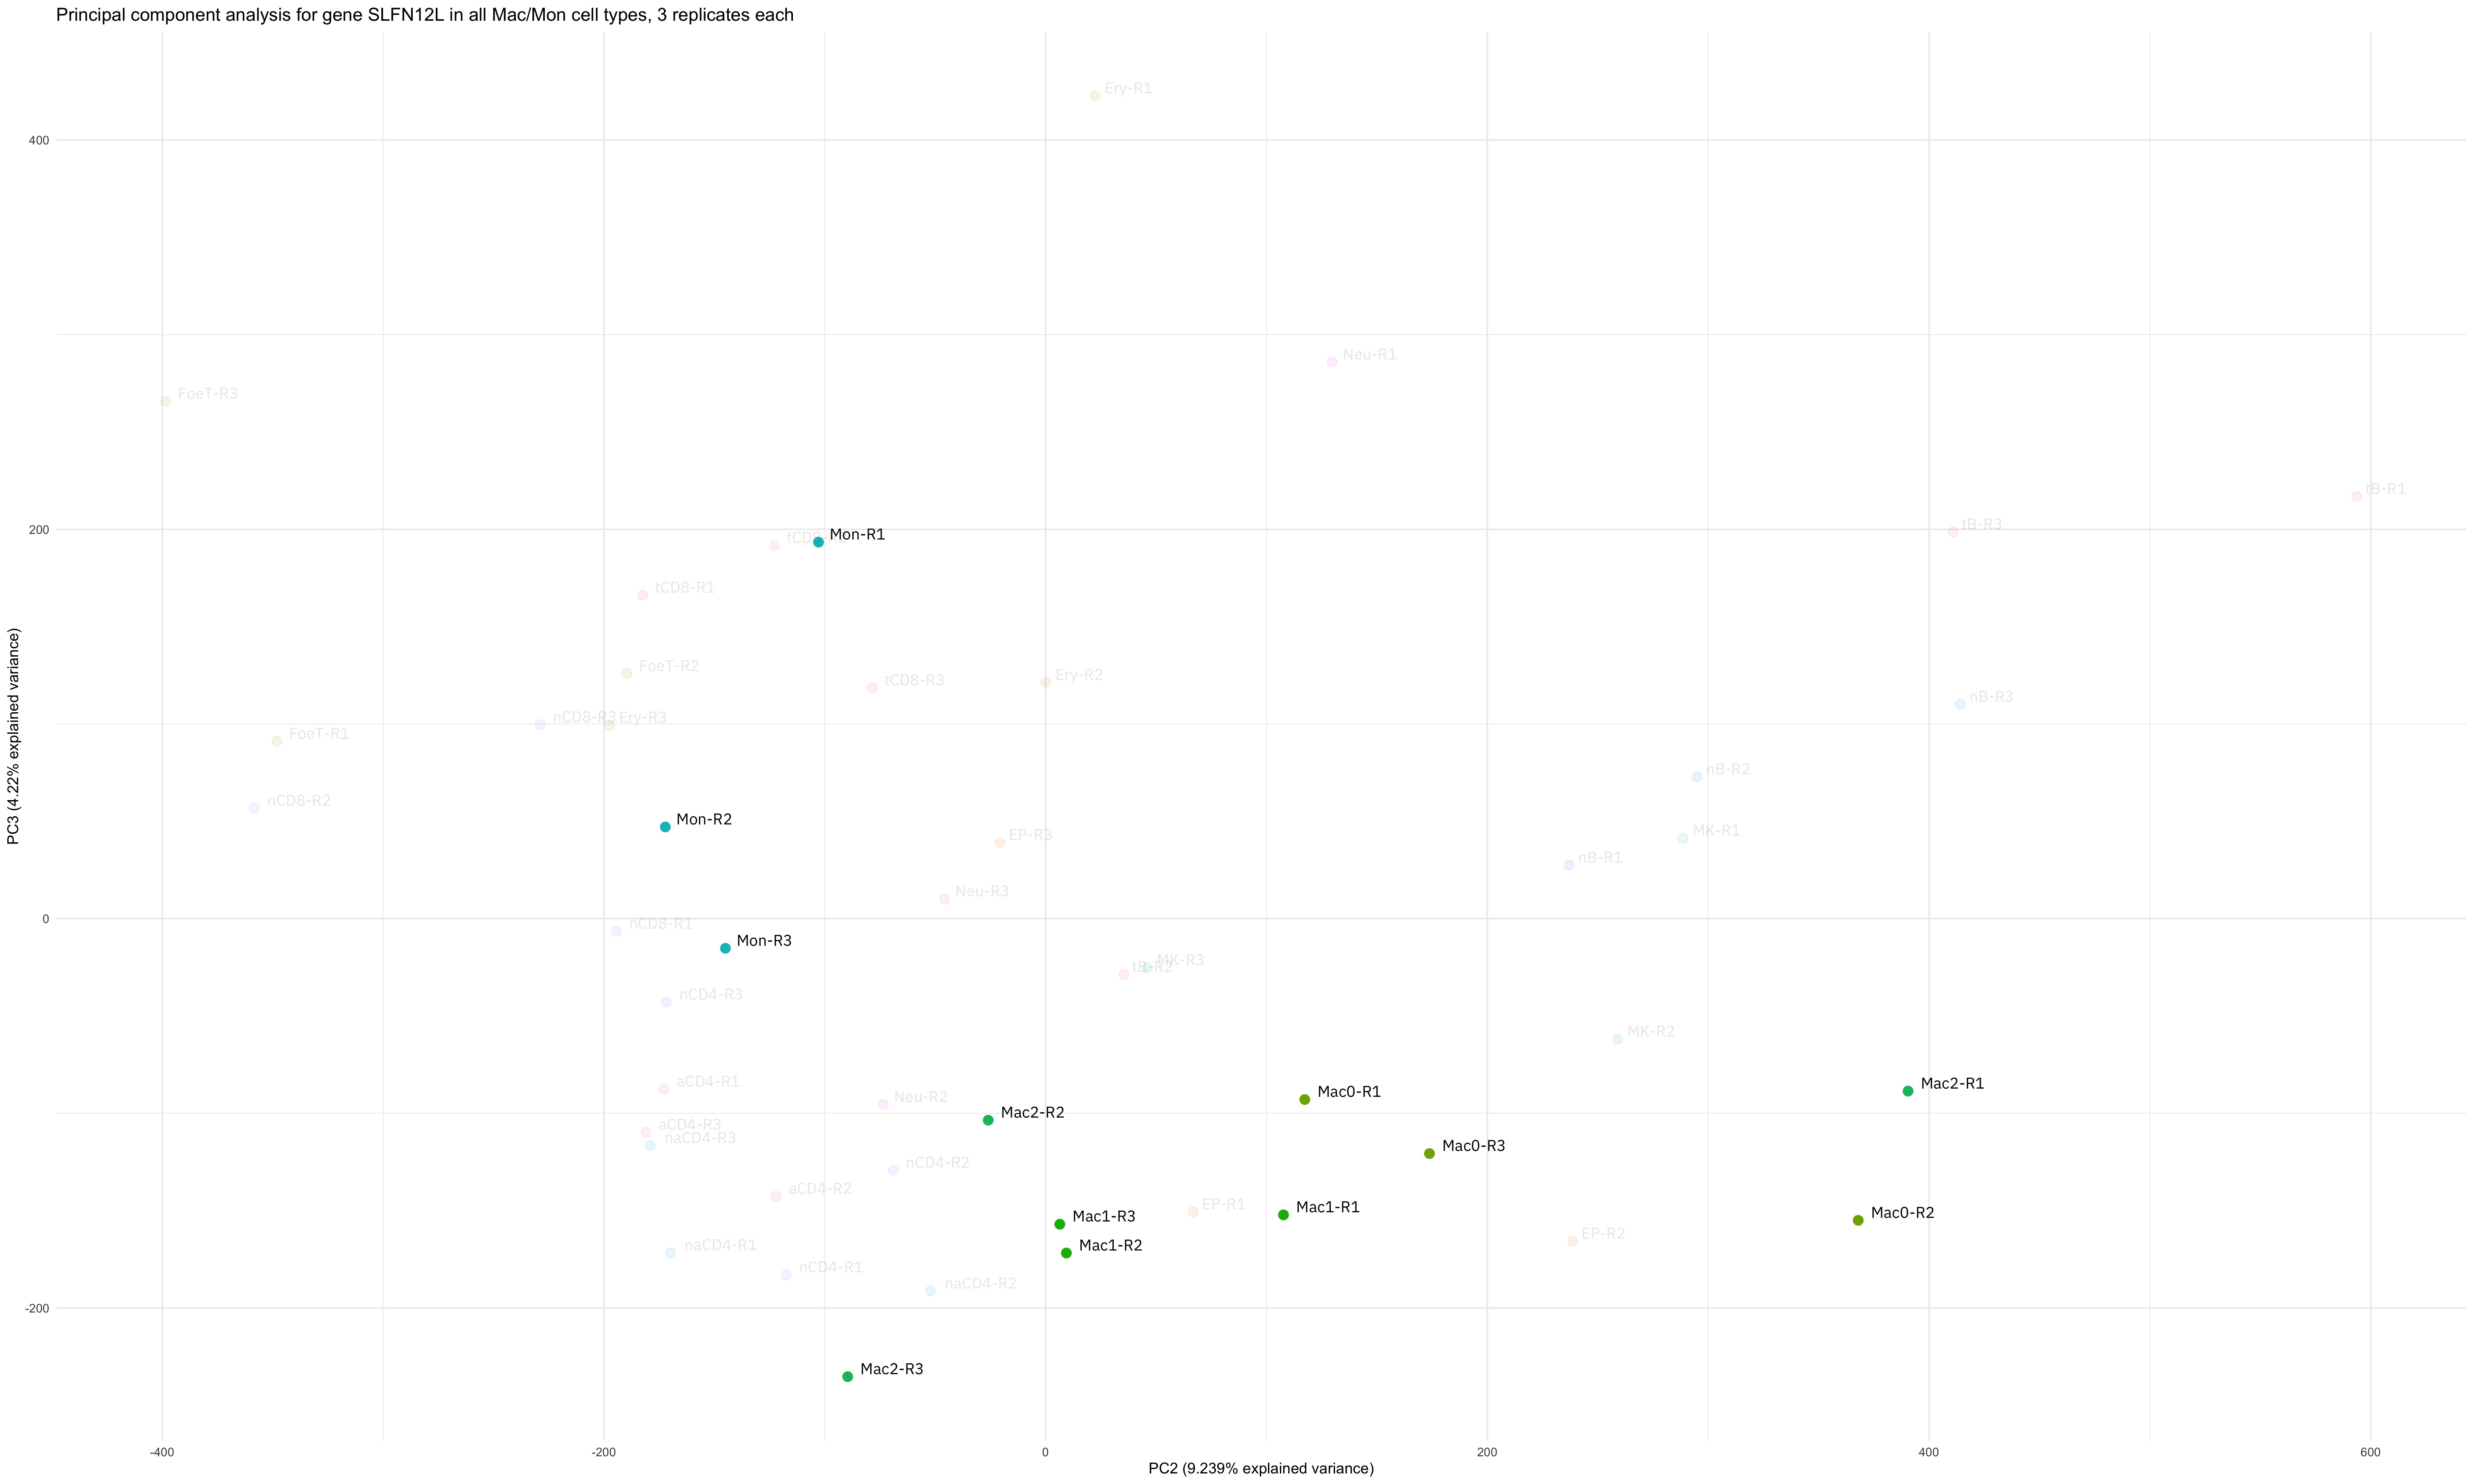 Principal component analysis for gene SLFN12L in all Mac/Mon cell types, 3 replicates each
Ery-R1
400
Neu-R1
FoeT-R3
tB-R1
tB-R3
200
Mon-R1
tCD8-R1
FoeT-R2
tCD8-R3
Ery-R2
nB-R3
nCD8-R3
Ery-R3
FoeT-R1
nB-R2
nCD8-R2
Mon-R2
MK-R1
EP-R3
nB-R1
PC3 (4.22% explained variance)
Neu-R3
0
nCD8-R1
Mon-R3
MK-R3
tB-R2
nCD4-R3
MK-R2
aCD4-R1
Mac2-R1
Mac0-R1
Neu-R2
Mac2-R2
aCD4-R3
naCD4-R3
Mac0-R3
nCD4-R2
aCD4-R2
EP-R1
Mac1-R1
Mac0-R2
Mac1-R3
EP-R2
naCD4-R1
Mac1-R2
nCD4-R1
naCD4-R2
-200
Mac2-R3
-400
-200
0
200
400
600
PC2 (9.239% explained variance)